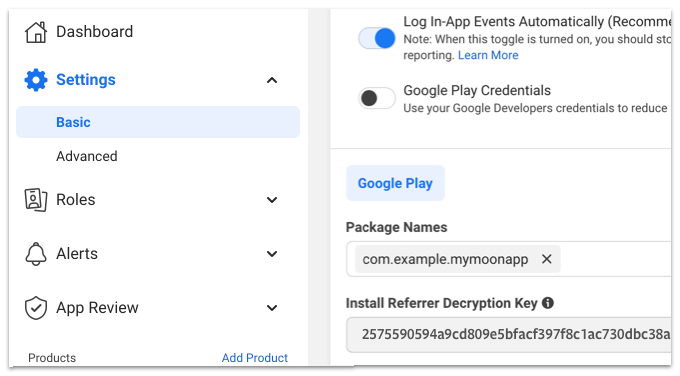 Dashboard
Settings
Basic
Advanced
Roles
Alerts
App Review
Products Add Product
Log In-App Events Automatically (Recomme
Note: When this toggle is turned on, you should sto
reporting. Learn More
Google Play Credentials
Use your Google Developers credentials to reduce
Google Play
Package Names
com.example.mymoonapp
Install Referrer Decryption Key
2575590594a9cd809e5bfacf397f8c1ac730dbc38a